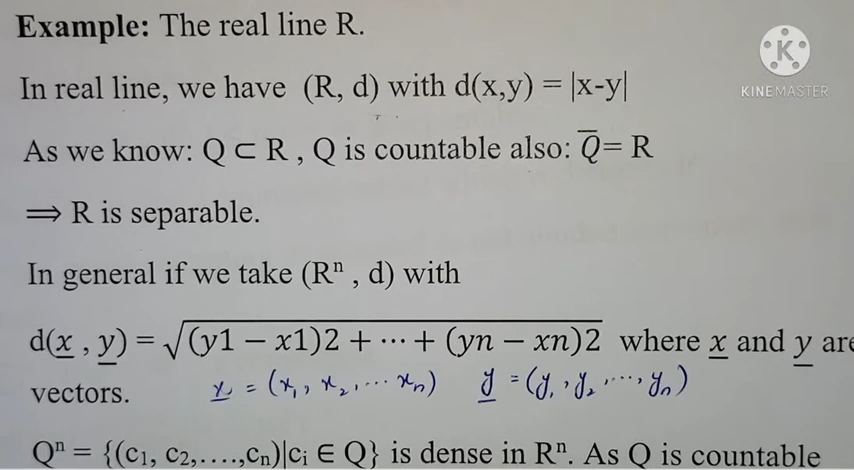 Example: The real line R.
KINEMASTER
In real line, we have (R, d) with d(x,y) = |x-y|
As we know: Q ⊂ R , Q is countable also: Q̅= R
⟹ R is separable.
In general if we take (Rⁿ , d) with
d(x̲ , y̲) = √(y1 − x1)2 + ⋯ + (yn − xn)2 where x̲ and y̲ are
vectors. x̲ = (x₁, x₂,... xₙ) y̲ = (y₁, y₂, ..., yₙ)
Qⁿ = {(c₁, c₂,….,cₙ)|cᵢ ∈ Q} is dense in Rⁿ. As Q is countable